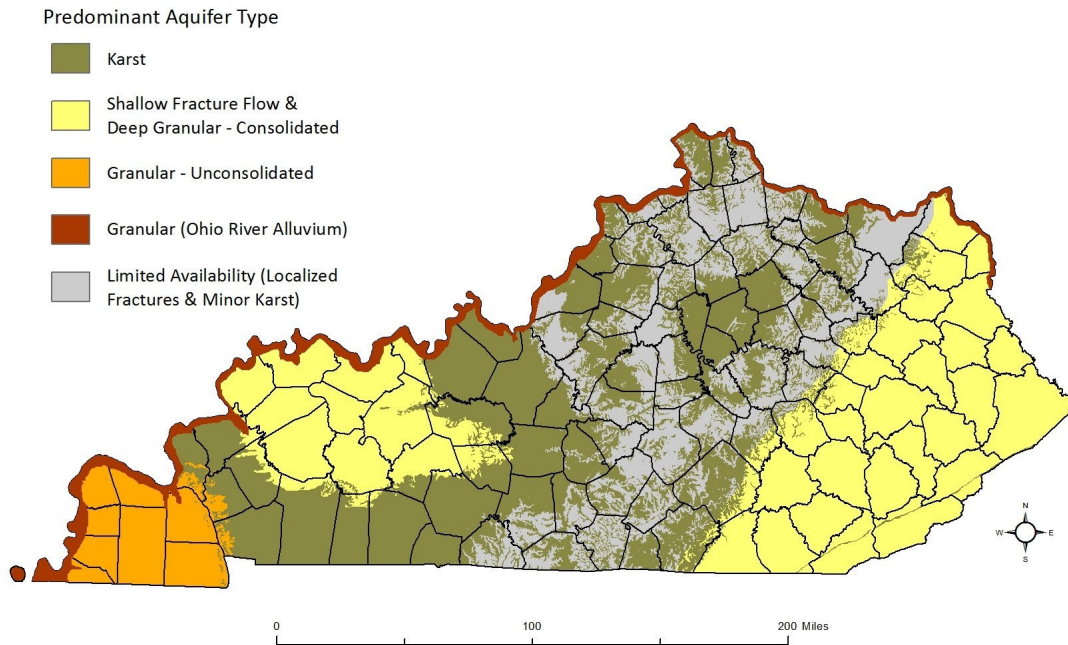 Predominant Aquifer Type
Karst
Shallow Fracture Flow &
Deep Granular - Consolidated
Granular - Unconsolidated
Granular (Ohio River Alluvium)
Limited Availability (Localized
Fractures & Minor Karst)
N
W E
S
0 100 200 Miles